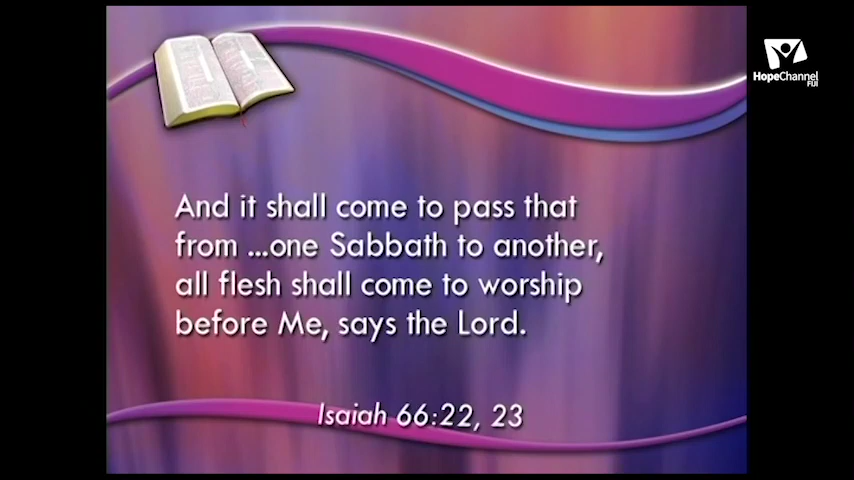 HopeChannel
FIJI
And it shall come to pass that
from ...one Sabbath to another,
all flesh shall come to worship
before Me, says the Lord.
Isaiah 66:22, 23